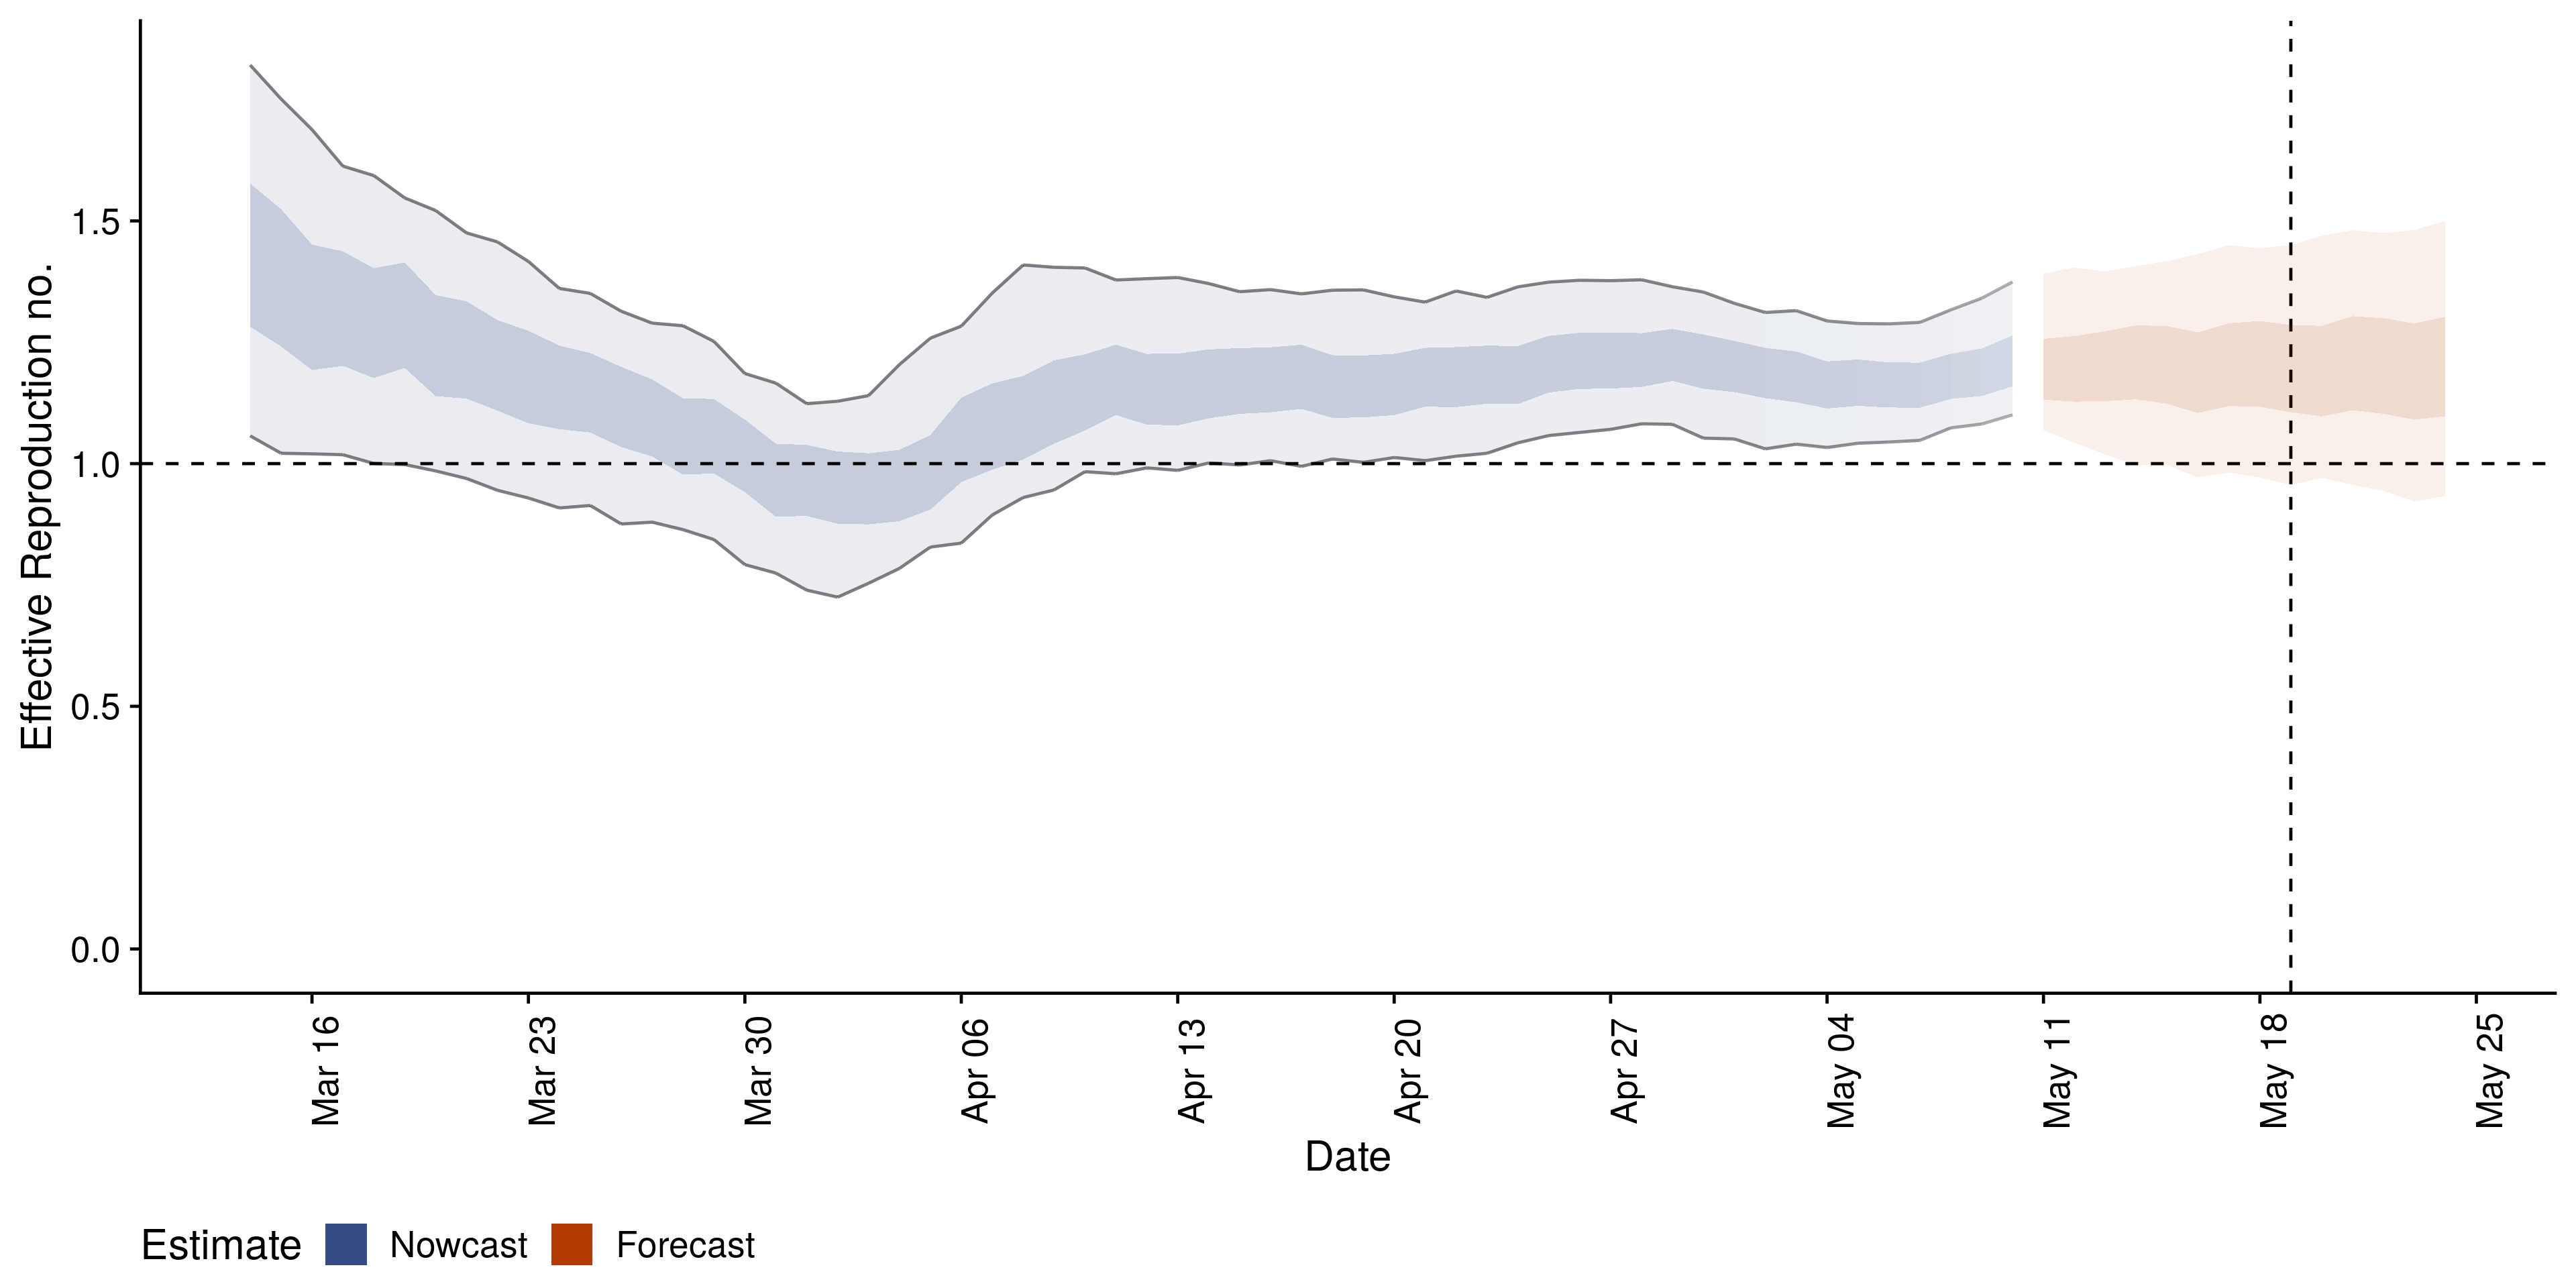 Effective Reproduction no.
1.5
1.0
0.5
0.0
Mar 16
Mar 23
Mar 30
Apr 06
Apr 13
Apr 20
Apr 27
May 04
May 11
May 18
May 25
Date
Estimate Nowcast Forecast